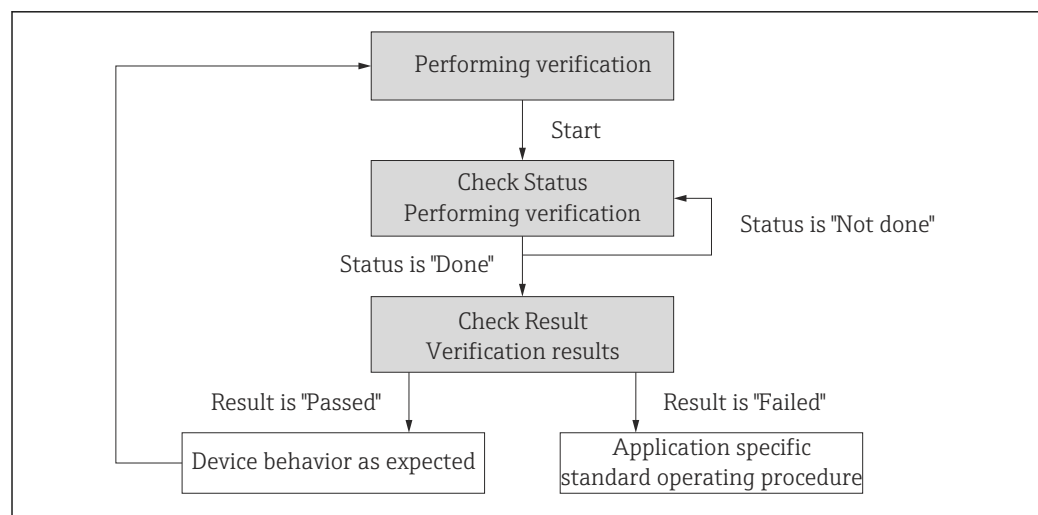 Performing verification
Start
Check Status
Performing verification
Status is "Not done"
Status is "Done"
Check Result
Verification results
Result is "Passed"
Result is "Failed"
Device behavior as expected
Application specific
standard operating procedure